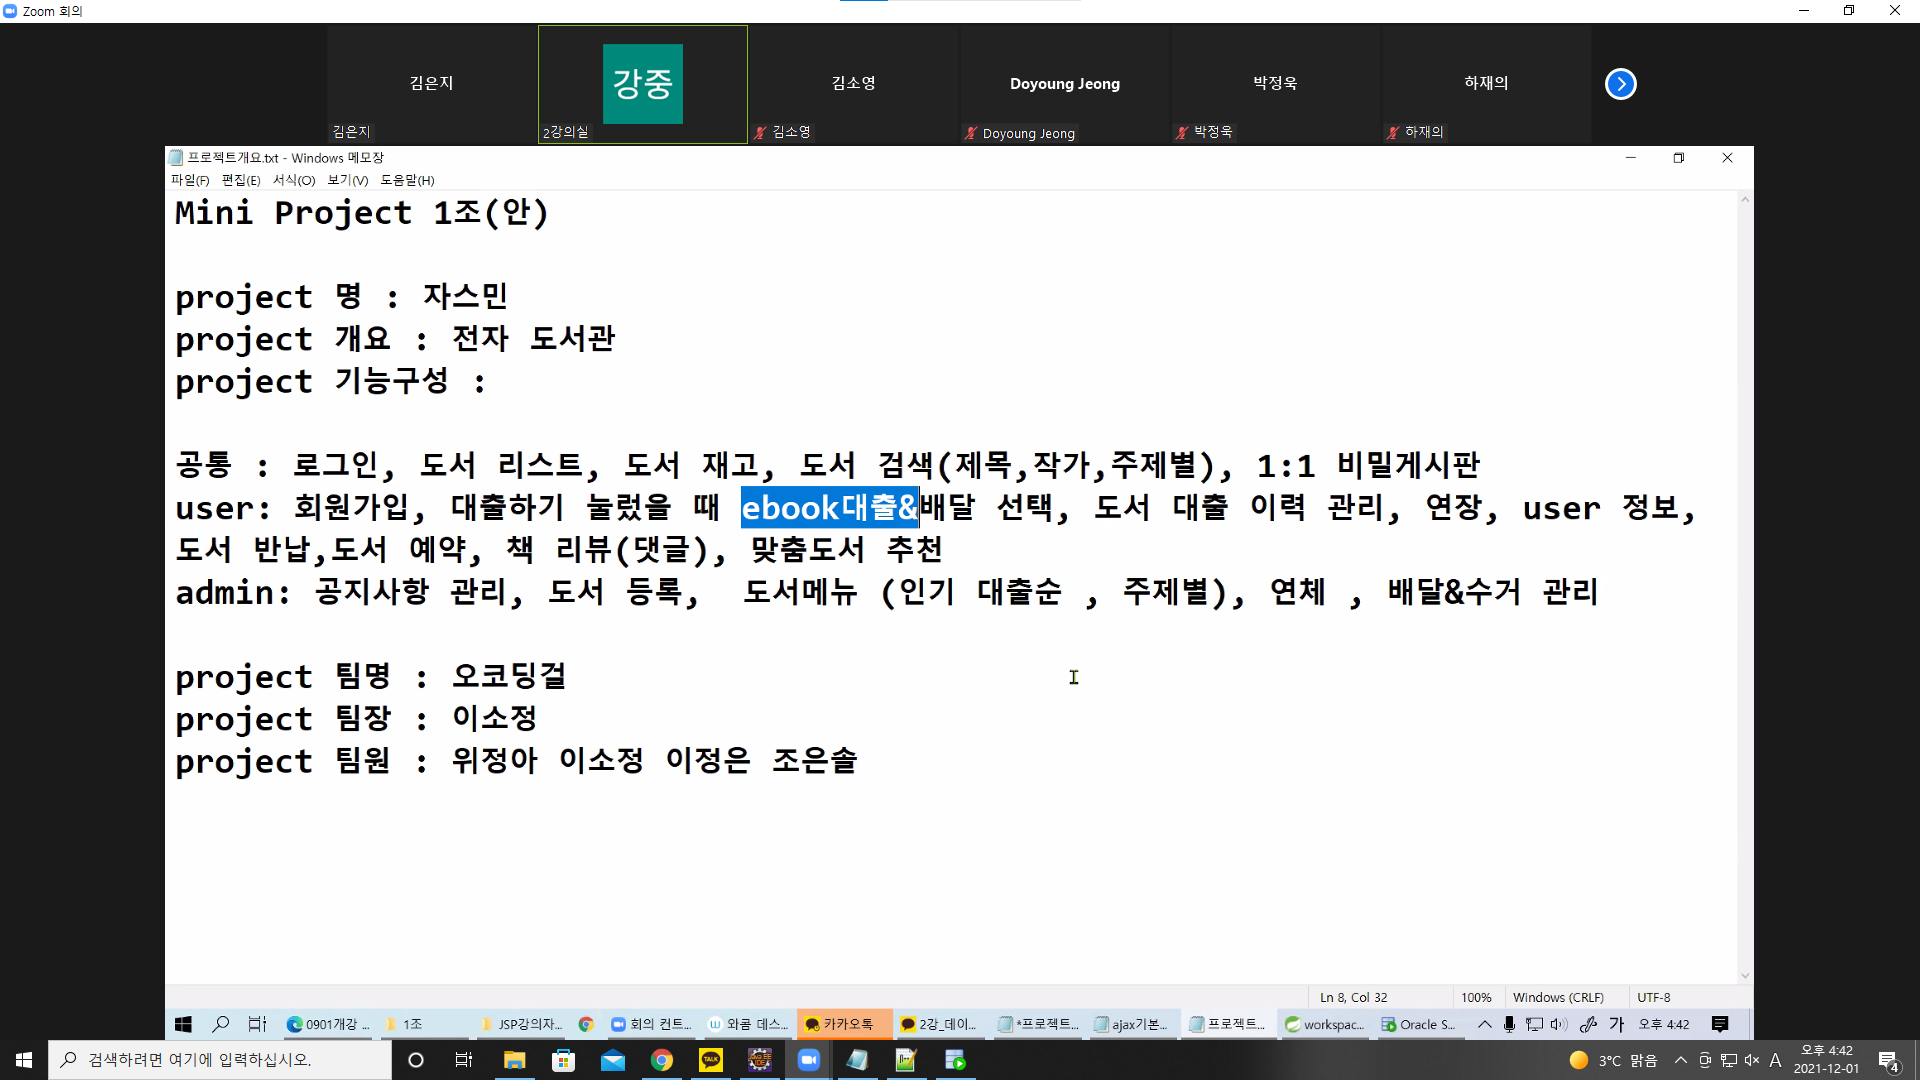 Zoom 회의
김은지
강중
김소영
Doyoung Jeong
박정욱
하재의
김은지
2강의실
김소영
Doyoung Jeong
박정욱
하재의
프로젝트개요.txt - Windows 메모장
파일(F) 편집(E) 서식(O) 보기(V) 도움말(H)
Mini Project 1조(안)
project 명 : 자스민
project 개요 : 전자 도서관
project 기능구성 :
공통 : 로그인, 도서 리스트, 도서 재고, 도서 검색(제목,작가,주제별), 1:1 비밀게시판
user: 회원가입, 대출하기 눌렀을 때 ebook대출&배달 선택, 도서 대출 이력 관리, 연장, user 정보,
도서 반납,도서 예약, 책 리뷰(댓글), 맞춤도서 추천
admin: 공지사항 관리, 도서 등록,  도서메뉴 (인기 대출순 , 주제별), 연체 , 배달&수거 관리
project 팀명 : 오코딩걸
project 팀장 : 이소정
project 팀원 : 위정아 이소정 이정은 조은솔
Ln 8, Col 32 100% Windows (CRLF) UTF-8
0901개강 ... 1조 JSP강의자... 회의 컨트... 와콤 데스... 카카오톡 2강_데이... *프로젝트... ajax기본... 프로젝트... workspac... Oracle S... 가 오후 4:42
검색하려면 여기에 입력하십시오.
TALK
3°C 맑음 A 오후 4:42
2021-12-01
4